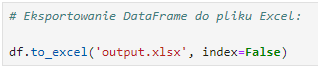 # Eksportowanie DataFrame do pliku Excel:
df.to_excel('output.xlsx', index=False)